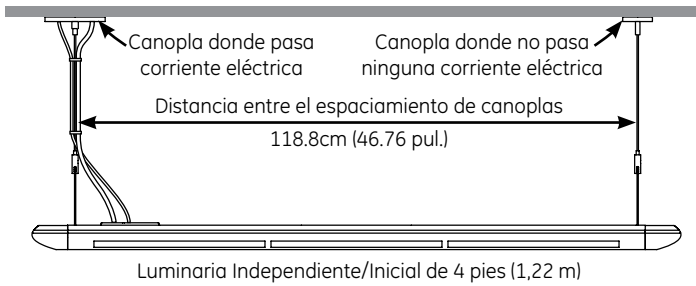 Canopla donde pasa
corriente eléctrica
Canopla donde no pasa
ninguna corriente eléctrica
Distancia entre el espaciamiento de canoplas
118.8cm (46.76 pul.)
Luminaria Independiente/Inicial de 4 pies (1,22 m)